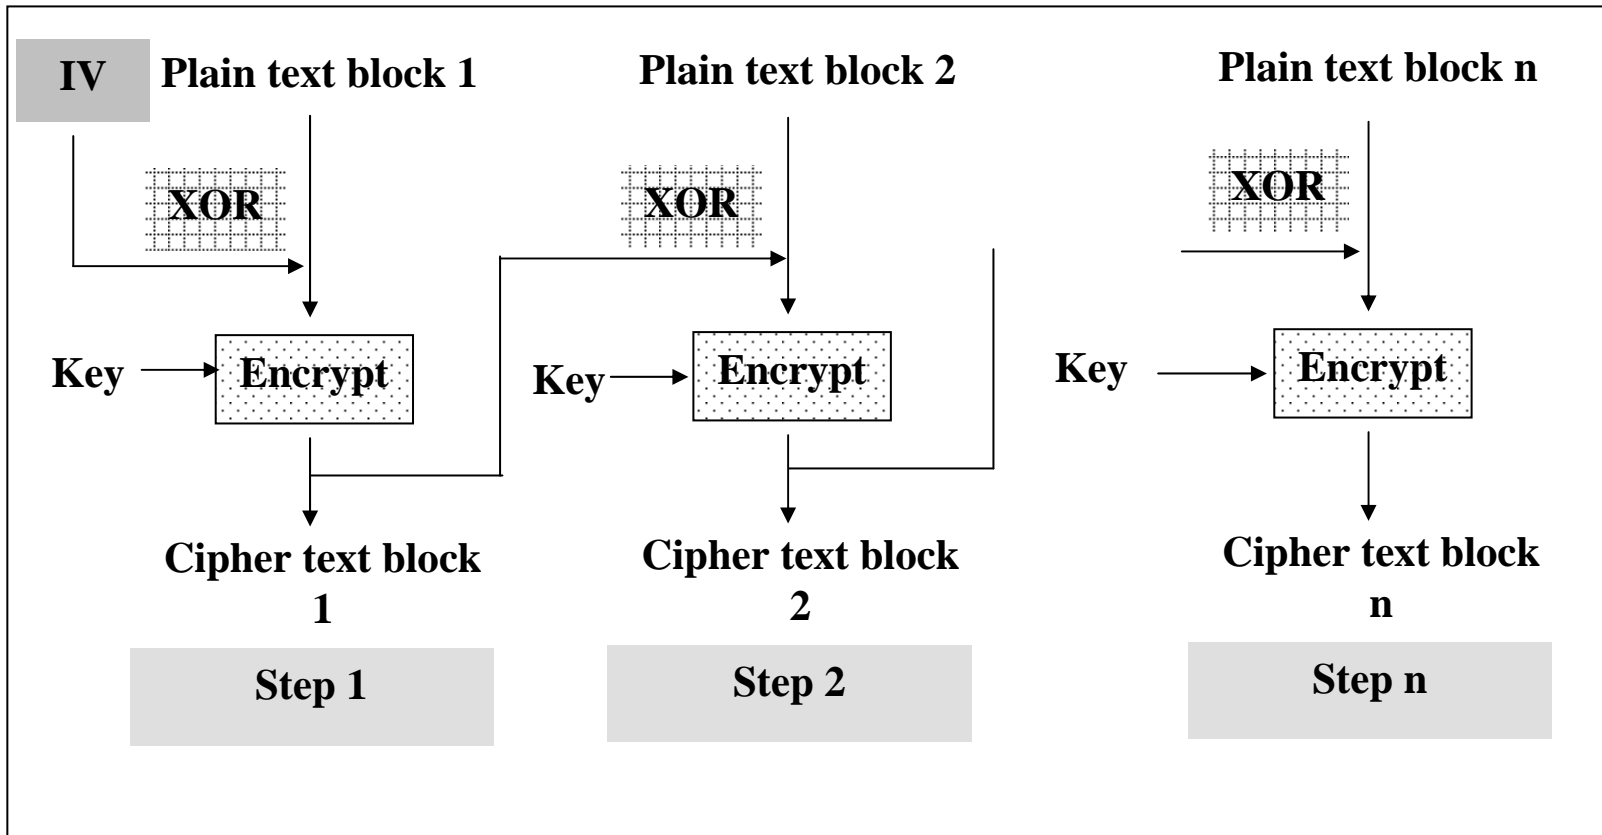 IV
Plain text block 1
Plain text block 2
Plain text block n
XOR
XOR
XOR
Key
Encrypt
Key
Encrypt
Key
Encrypt
Cipher text block
1
Cipher text block
2
Cipher text block
n
Step 1
Step 2
Step n